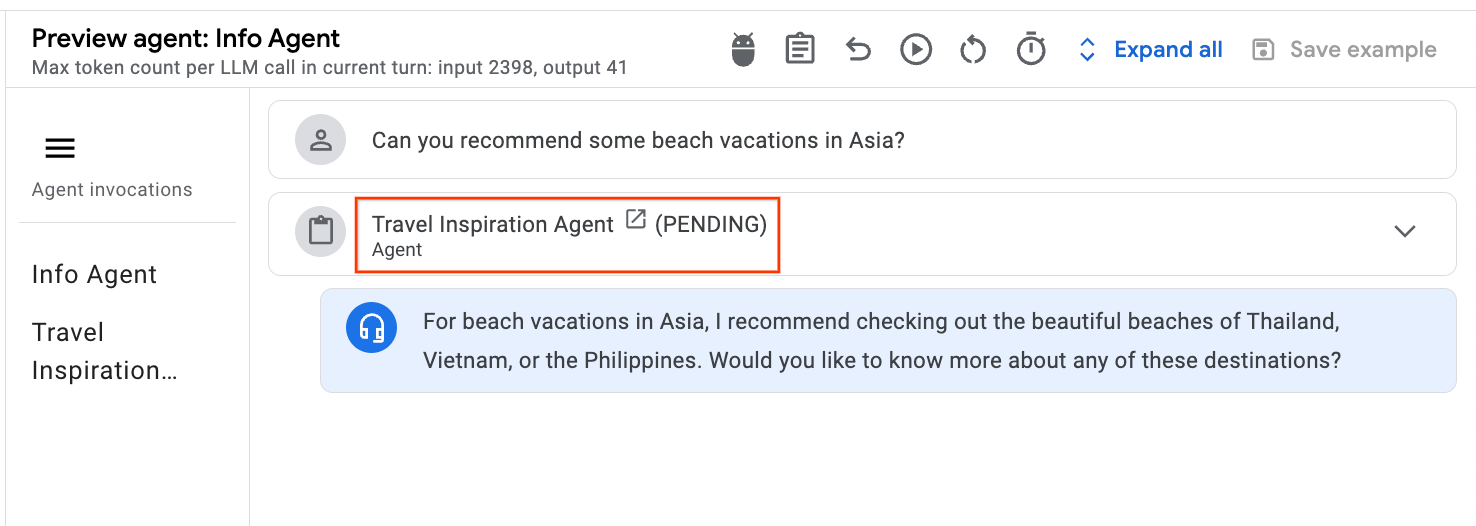 Preview agent: Info Agent
Max token count per LLM call in current turn: input 2398, output 41
Expand all
Save example
Agent invocations
Info Agent
Travel
Inspiration…
Can you recommend some beach vacations in Asia?
Travel Inspiration Agent (PENDING)
Agent
For beach vacations in Asia, I recommend checking out the beautiful beaches of Thailand,
Vietnam, or the Philippines. Would you like to know more about any of these destinations?